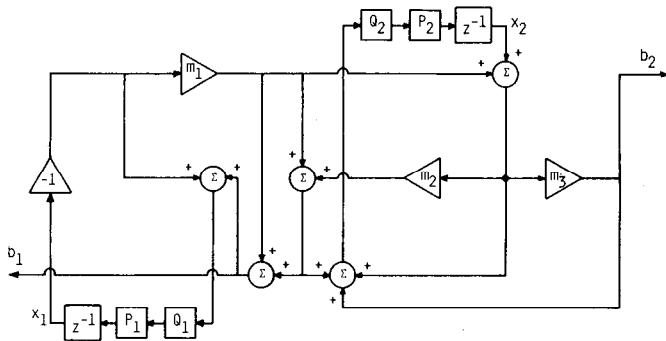 Q₂ P₂ z⁻¹ x₂
b₂
m₁ + + Σ
+
-1 + Σ + + Σ + m₂ m₃
b₁
+ + Σ + + Σ +
+
x₁ z⁻¹ P₁ Q₁